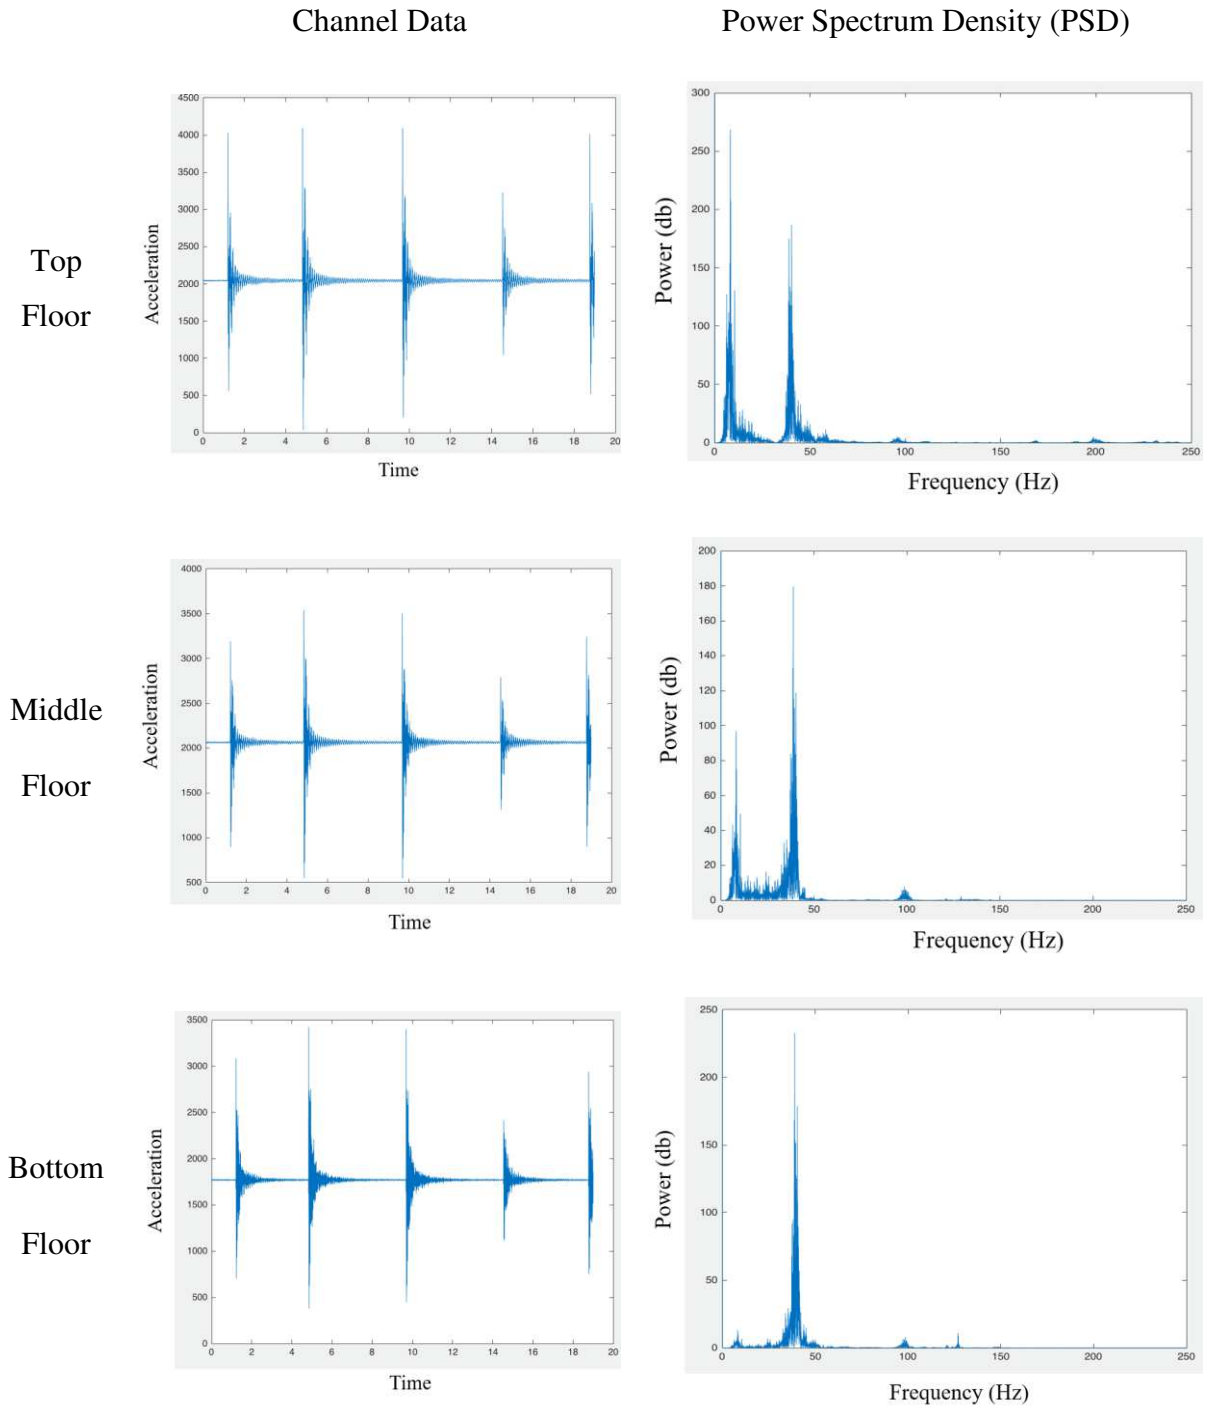 Channel Data
Power Spectrum Density (PSD)
Top
Floor
Acceleration
4500
4000
3500
3000
2500
2000
1500
1000
500
0
0 2 4 6 8 10 12 14 16 18 20
Time
Power (db)
300
250
200
150
100
50
0
0 50 100 150 200 250
Frequency (Hz)
Middle
Floor
Acceleration
4000
3500
3000
2500
2000
1500
1000
500
0 2 4 6 8 10 12 14 16 18 20
Time
Power (db)
200
180
160
140
120
100
80
60
40
20
0
0 50 100 150 200 250
Frequency (Hz)
Bottom
Floor
Acceleration
3500
3000
2500
2000
1500
1000
500
0
0 2 4 6 8 10 12 14 16 18 20
Time
Power (db)
250
200
150
100
50
0
0 50 100 150 200 250
Frequency (Hz)